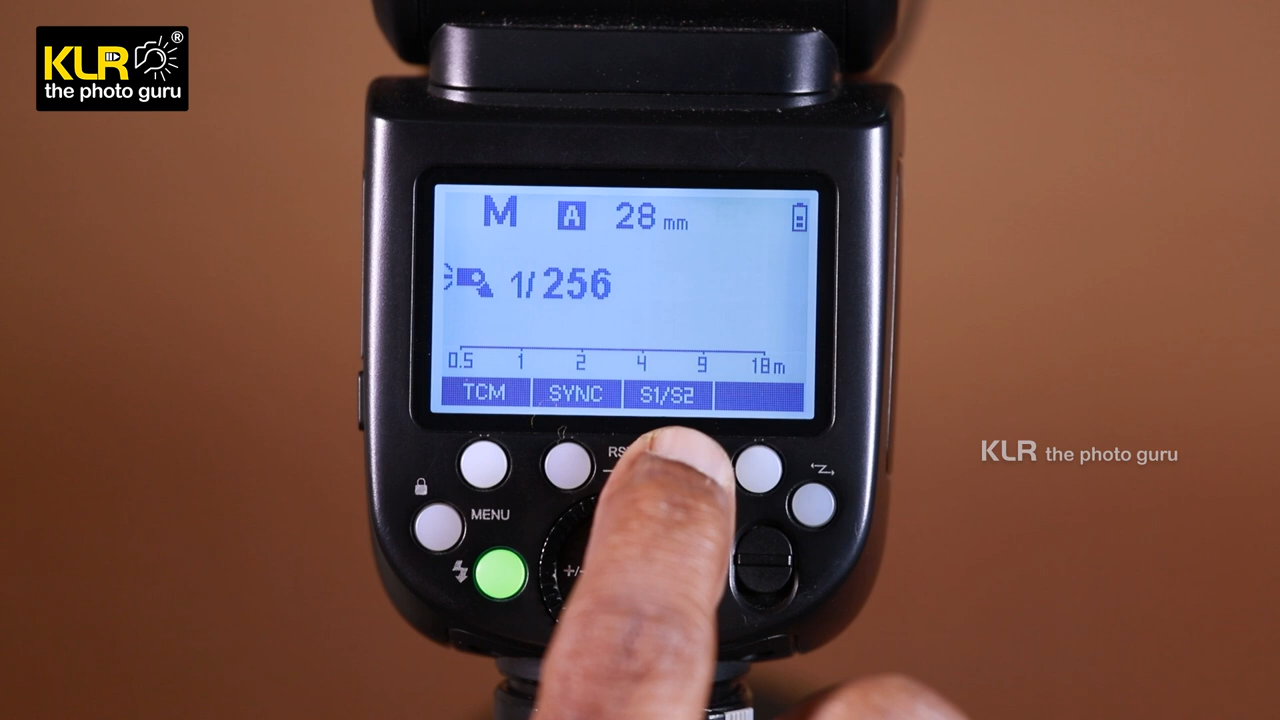 KLR®
the photo guru
M A 28 mm
1/256
0.5 1 2 4 9 18m
TCM SYNC S1/S2
MENU
+/-
KLR the photo guru